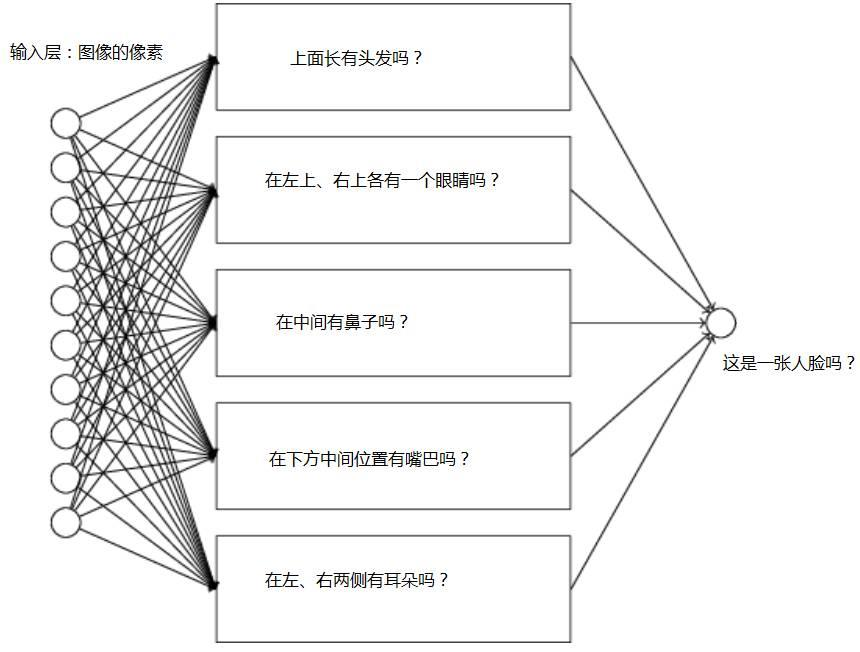 输入层：图像的像素
上面长有头发吗？
在左上、右上各有一个眼睛吗？
在中间有鼻子吗？
这是一张人脸吗？
在下方中间位置有嘴巴吗？
在左、右两侧有耳朵吗？